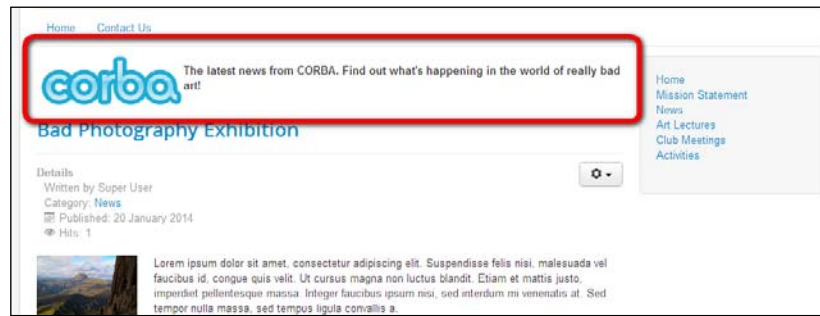 Home Contact Us
corba
The latest news from CORBA. Find out what's happening in the world of really bad
art!
Bad Photography Exhibition
Details
Written by Super User
Category: News
Published: 20 January 2014
Hits: 1
Lorem ipsum dolor sit amet, consectetur adipiscing elit. Suspendisse felis nisi, malesuada vel
faucibus id, congue quis velit. Ut cursus magna non luctus blandit. Etiam et mattis justo,
imperdiet pellentesque massa. Integer faucibus ipsum nisi, sed interdum mi venenatis at. Sed
tempor nulla massa, sed tempus ligula convallis a.
Home
Mission Statement
News
Art Lectures
Club Meetings
Activities